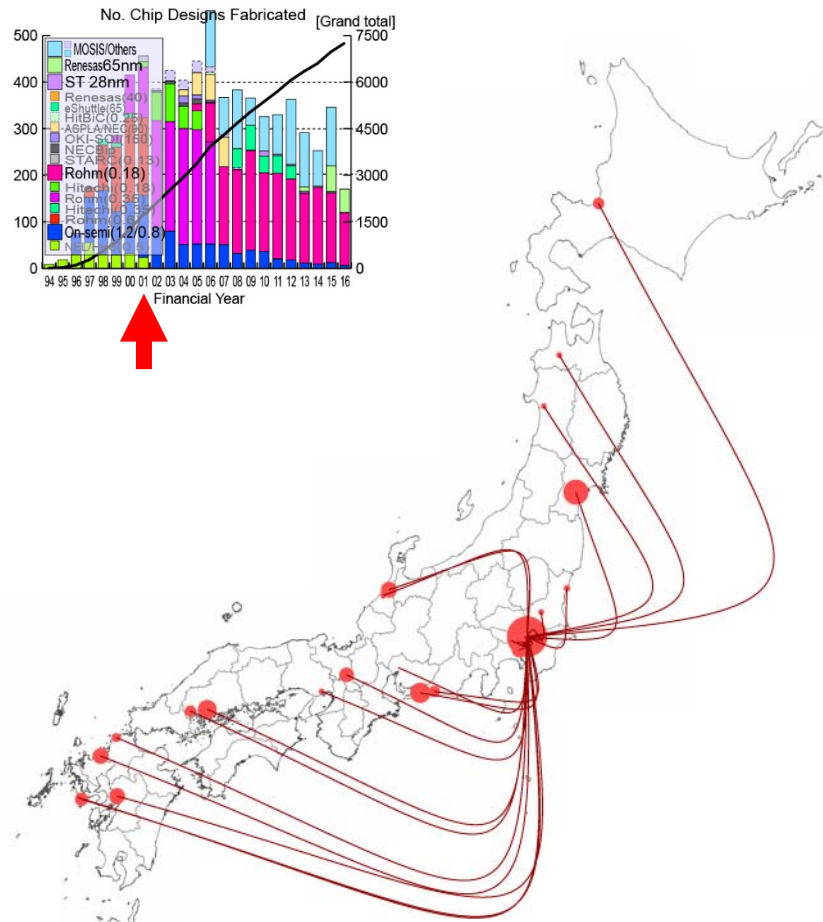 No. Chip Designs Fabricated
[Grand total]
500
400
300
200
100
0
7500
6000
4500
3000
1500
0
MOSIS/Others
Renesas65nm
ST 28nm
Renesas(40)
eShuttle(65)
HitBiC(0.25)
ASPLA/NEC(90)
OKI-SOI(150)
NECBip
STARC(0.13)
Rohm(0.18)
Hitachi(0.18)
Rohm(0.35)
Hitachi(0.35)
Rohm(0.6)
On-semi(1.2/0.8)
94 95 96 97 98 99 00 01 02 03 04 05 06 07 08 09 10 11 12 13 14 15 16
Financial Year